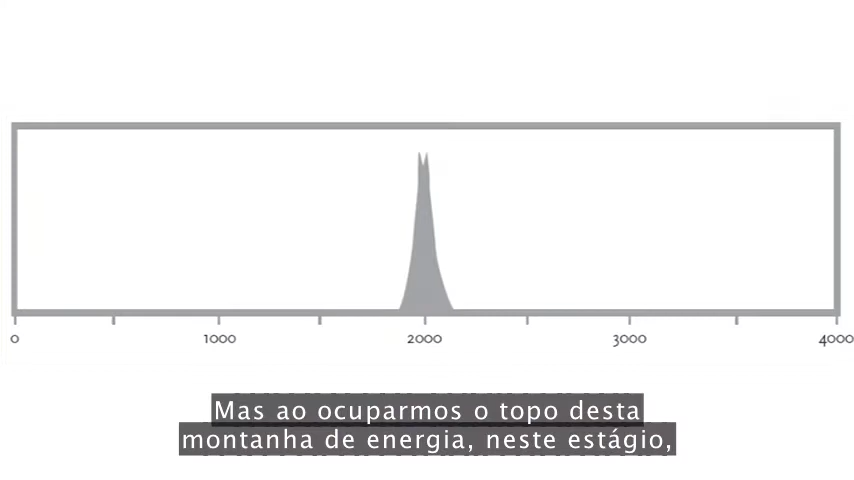 0 1000 2000 3000 4000
Mas ao ocuparmos o topo desta
montanha de energia, neste estágio,